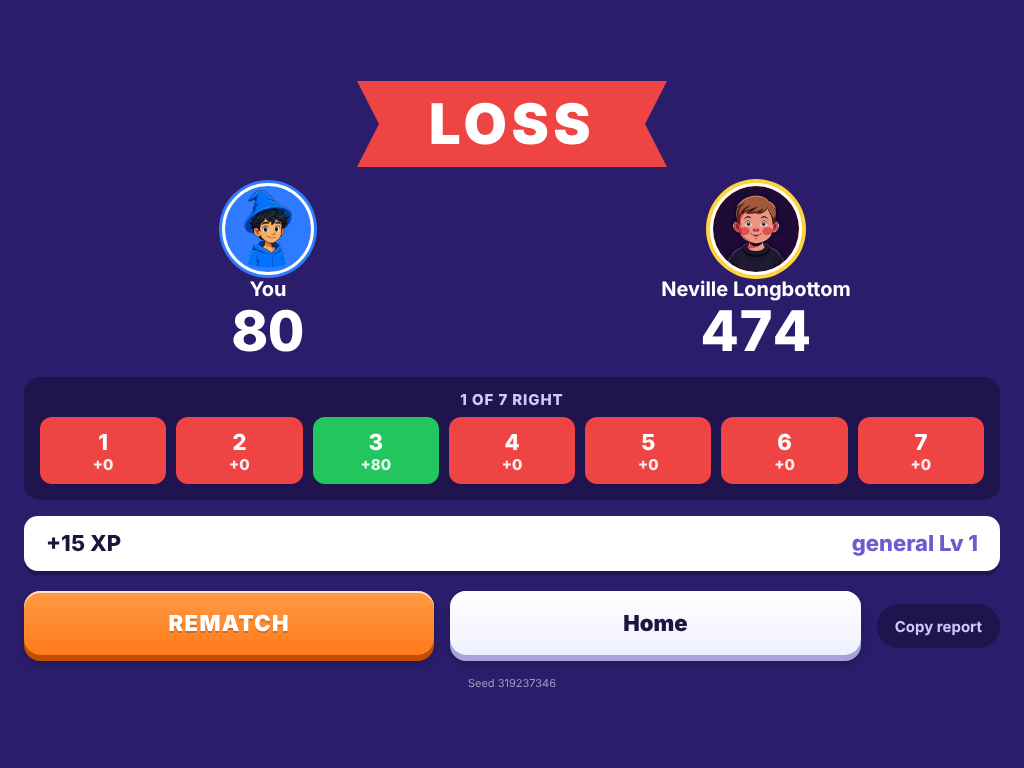 LOSS
You
80
Neville Longbottom
474
1 OF 7 RIGHT
1
+0
2
+0
3
+80
4
+0
5
+0
6
+0
7
+0
+15 XP
general Lv 1
REMATCH
Home
Copy report
Seed 319237346